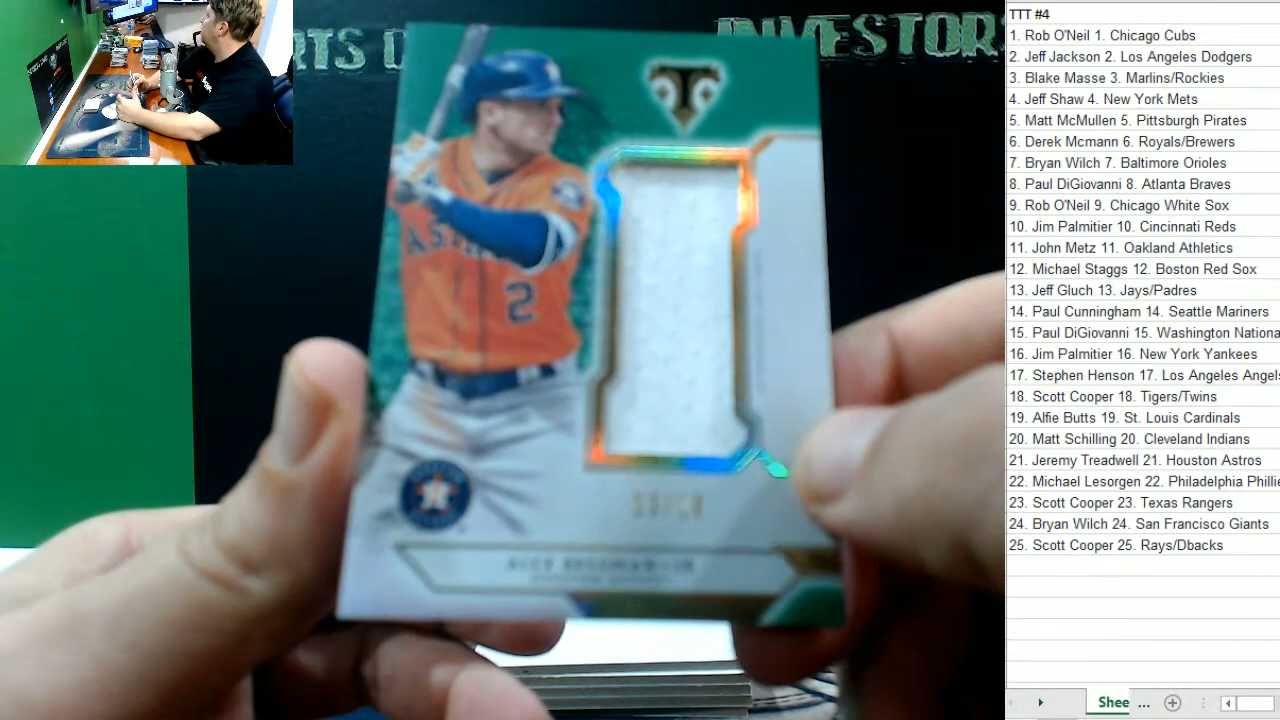 RTS INVESTORS
ASTR
2
ALEX BREGMAN
TTT #4
1. Rob O'Neil 1. Chicago Cubs
2. Jeff Jackson 2. Los Angeles Dodgers
3. Blake Masse 3. Marlins/Rockies
4. Jeff Shaw 4. New York Mets
5. Matt McMullen 5. Pittsburgh Pirates
6. Derek Mcmann 6. Royals/Brewers
7. Bryan Wilch 7. Baltimore Orioles
8. Paul DiGiovanni 8. Atlanta Braves
9. Rob O'Neil 9. Chicago White Sox
10. Jim Palmitier 10. Cincinnati Reds
11. John Metz 11. Oakland Athletics
12. Michael Staggs 12. Boston Red Sox
13. Jeff Gluch 13. Jays/Padres
14. Paul Cunningham 14. Seattle Mariners
15. Paul DiGiovanni 15. Washington Nationa
16. Jim Palmitier 16. New York Yankees
17. Stephen Henson 17. Los Angeles Angels
18. Scott Cooper 18. Tigers/Twins
19. Alfie Butts 19. St. Louis Cardinals
20. Matt Schilling 20. Cleveland Indians
21. Jeremy Treadwell 21. Houston Astros
22. Michael Lesorgen 22. Philadelphia Phillie
23. Scott Cooper 23. Texas Rangers
24. Bryan Wilch 24. San Francisco Giants
25. Scott Cooper 25. Rays/Dbacks
Shee ...